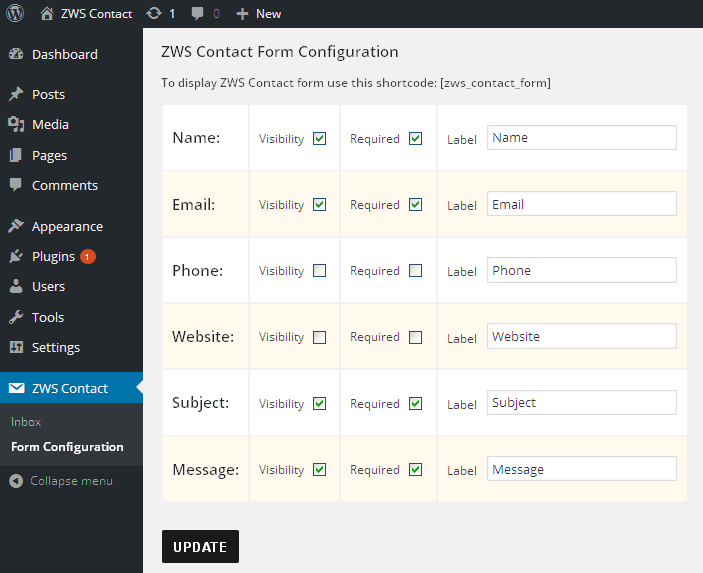 ZWS Contact 1 0 New
Dashboard
Posts
Media
Pages
Comments
Appearance
Plugins 1
Users
Tools
Settings
ZWS Contact
Inbox
Form Configuration
Collapse menu
ZWS Contact Form Configuration
To display ZWS Contact form use this shortcode: [zws_contact_form]
Name: Visibility Required Label Name
Email: Visibility Required Label Email
Phone: Visibility Required Label Phone
Website: Visibility Required Label Website
Subject: Visibility Required Label Subject
Message: Visibility Required Label Message
UPDATE